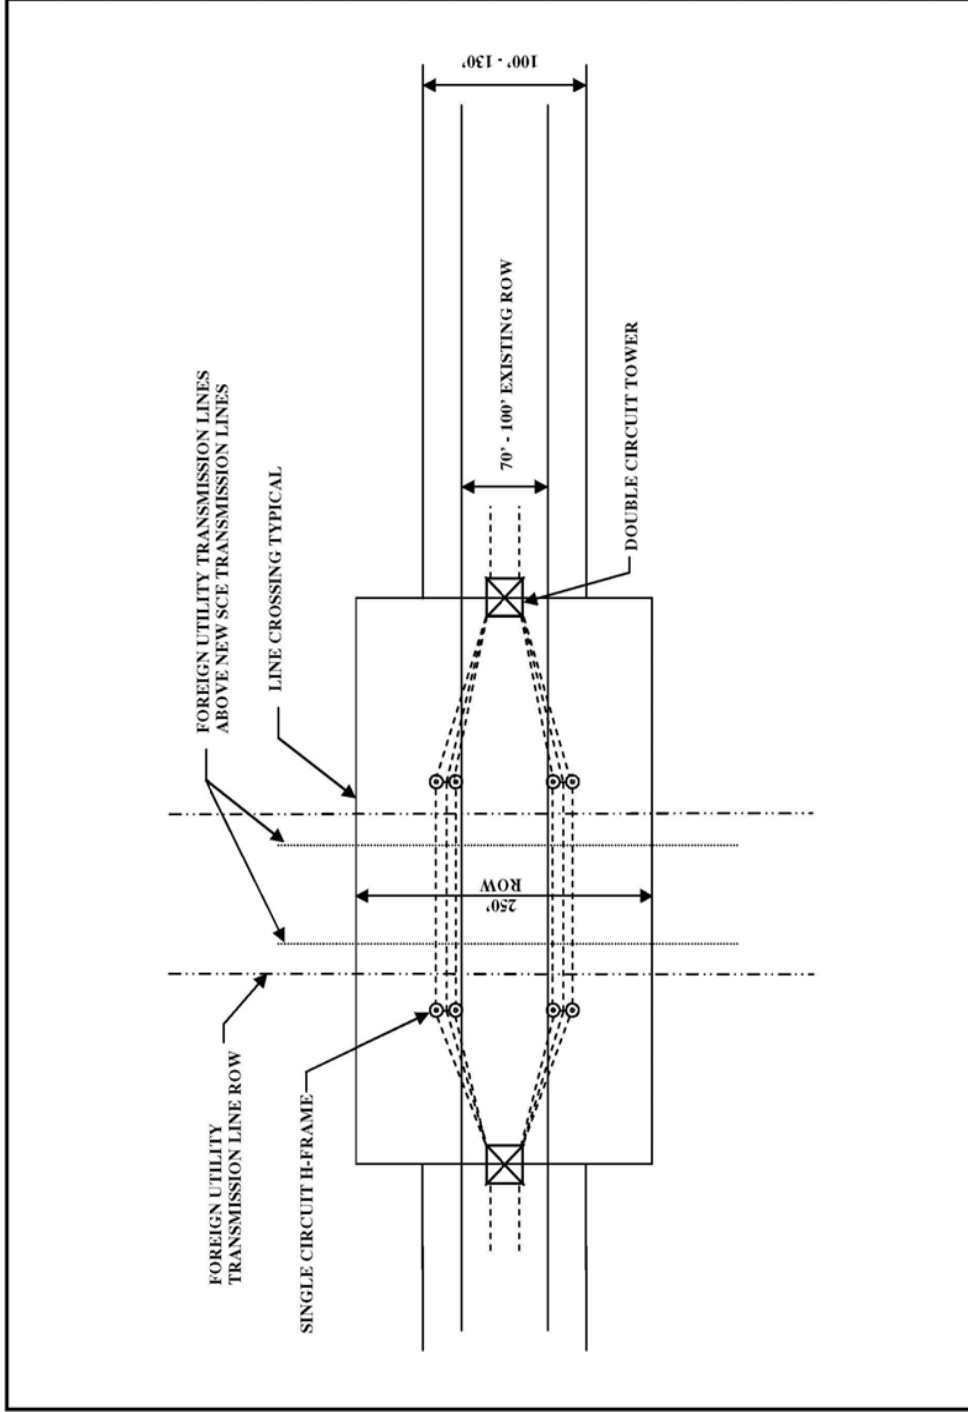 100' - 130'
FOREIGN UTILITY TRANSMISSION LINES
ABOVE NEW SCE TRANSMISSION LINES
LINE CROSSING TYPICAL
70' - 100' EXISTING ROW
DOUBLE CIRCUIT TOWER
250'
ROW
FOREIGN UTILITY
TRANSMISSION LINE ROW
SINGLE CIRCUIT H-FRAME